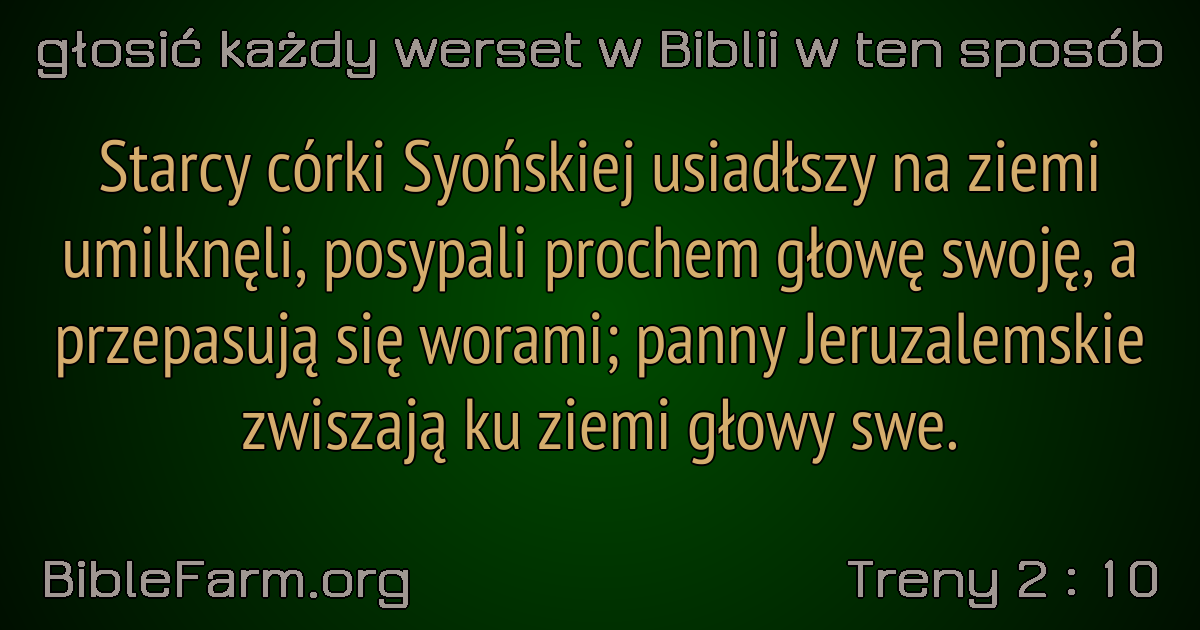 głosić każdy werset w Biblii w ten sposób
Starcy córki Syońskiej usiadłszy na ziemi
umilknęli, posypali prochem głowę swoję, a
przepasują się worami; panny Jeruzalemskie
zwiszają ku ziemi głowy swe.
BibleFarm.org
Treny 2 : 10